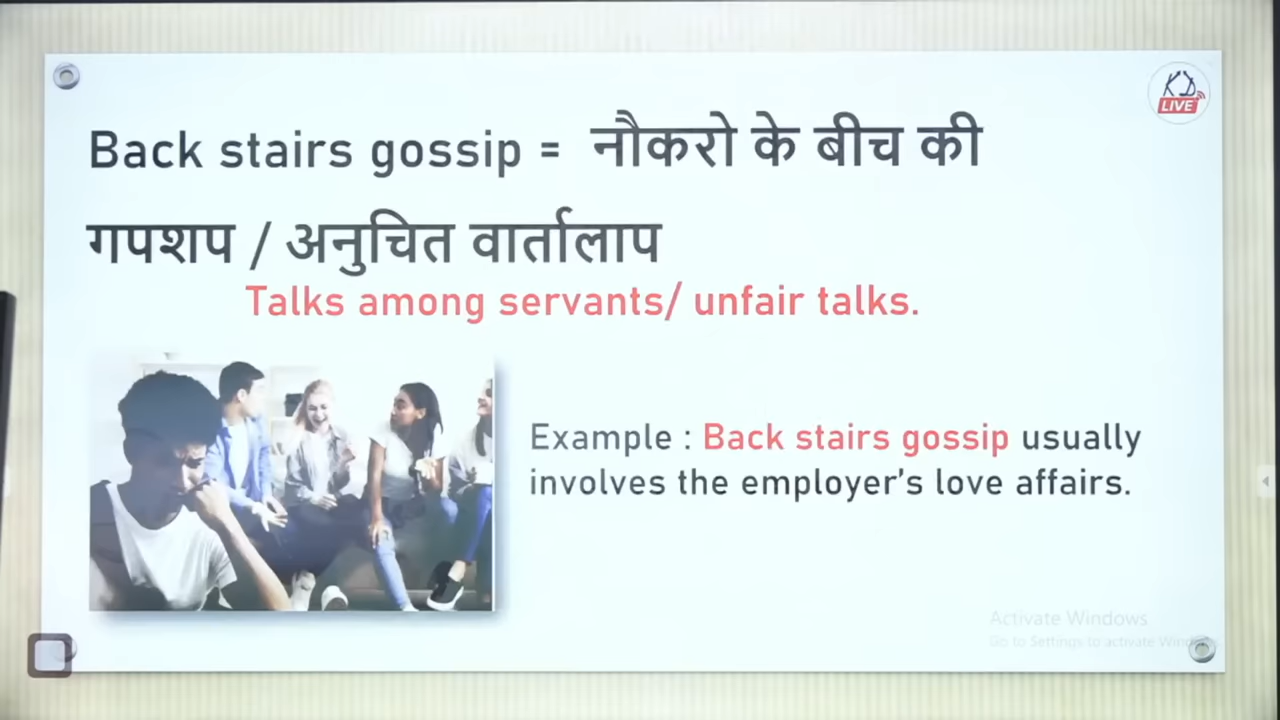 Back stairs gossip = नौकरो के बीच की
गपशप / अनुचित वार्तालाप
Talks among servants/ unfair talks.
Example : Back stairs gossip usually
involves the employer's love affairs.
KD
LIVE
Activate Windows
Go to Settings to activate Windows